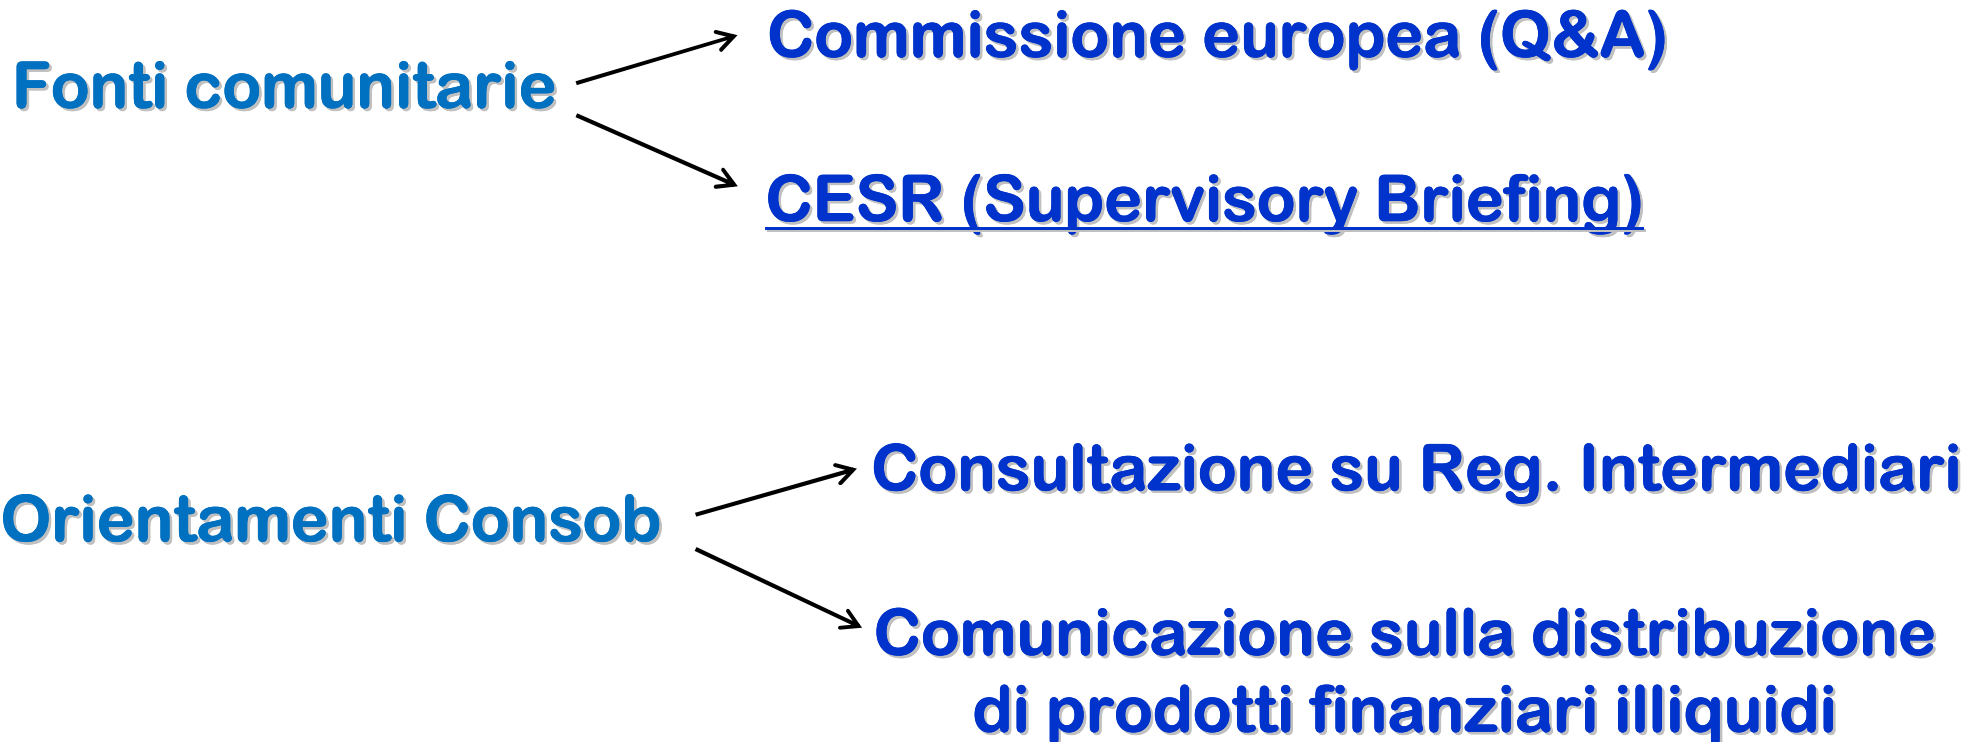 Commissione europea (Q&A)
Fonti comunitarie
CESR (Supervisory Briefing)
Consultazione su Reg. Intermediari
Orientamenti Consob
Comunicazione sulla distribuzione
di prodotti finanziari illiquidi